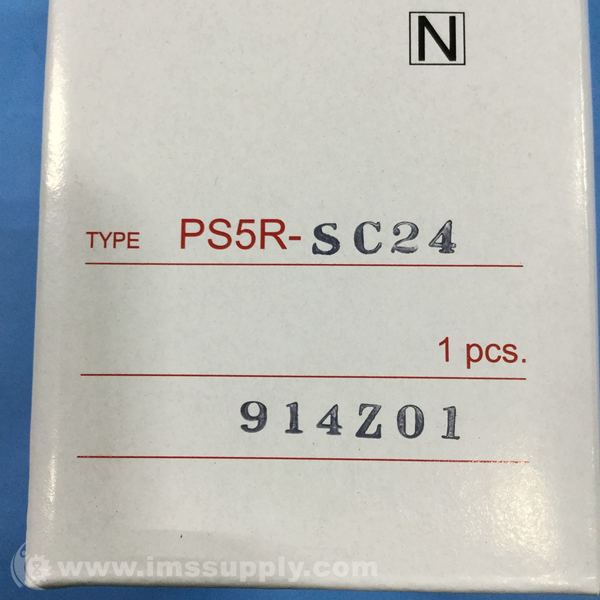 N
TYPE PS5R-SC24
1 pcs.
914Z01
www.imssupply.com